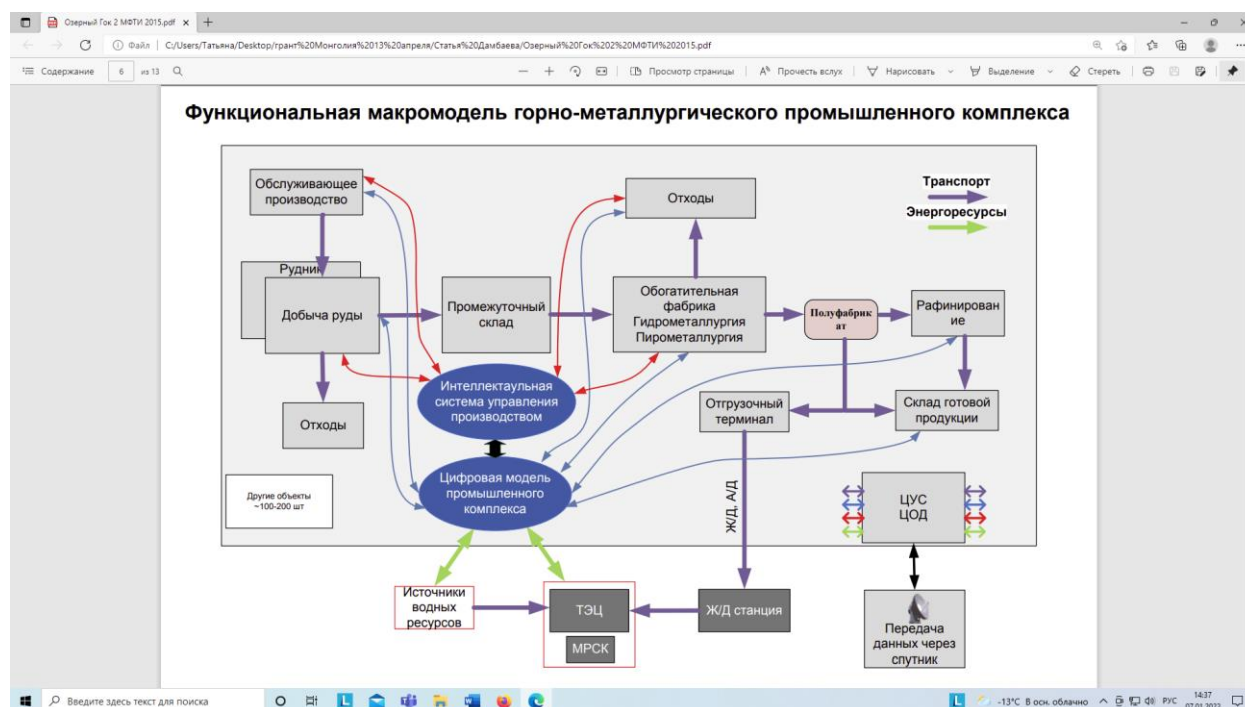 Озерный Гок 2 МФТИ 2015.pdf
Файл
C:/Users/Татьяна/Desktop/грант%20Монголия%2013%20апреля/Статья%20Дамбаева/Озерный%20Гок%202%20МФТИ%202015.pdf
Содержание
6
из 13
Просмотр страницы
Прочесть вслух
Нарисовать
Выделение
Стереть
Функциональная макромодель горно-металлургического промышленного комплекса
Обслуживающее
производство
Отходы
Транспорт
Энергоресурсы
Рудник
Добыча руды
Промежуточный
склад
Обогатительная
фабрика
Гидрометаллургия
Пирометаллургия
Полуфабрик
ат
Рафинирован
ие
Интеллектаульная
система управления
производством
Отходы
Отгрузочный
терминал
Склад готовой
продукции
Цифровая модель
промышленного
комплекса
Другие объекты
~100-200 шт
Ж/Д, А/Д
ЦУС
ЦОД
Источники
водных
ресурсов
ТЭЦ
МРСК
Ж/Д станция
Передача
данных через
спутник
Введите здесь текст для поиска
-13°C В осн. облачно
РУС
14:37
07.01.2022